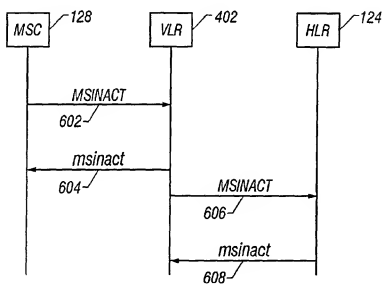 MSC 128 VLR 402 HLR 124
MSINACT
602
msinact
604
MSINACT
606
msinact
608